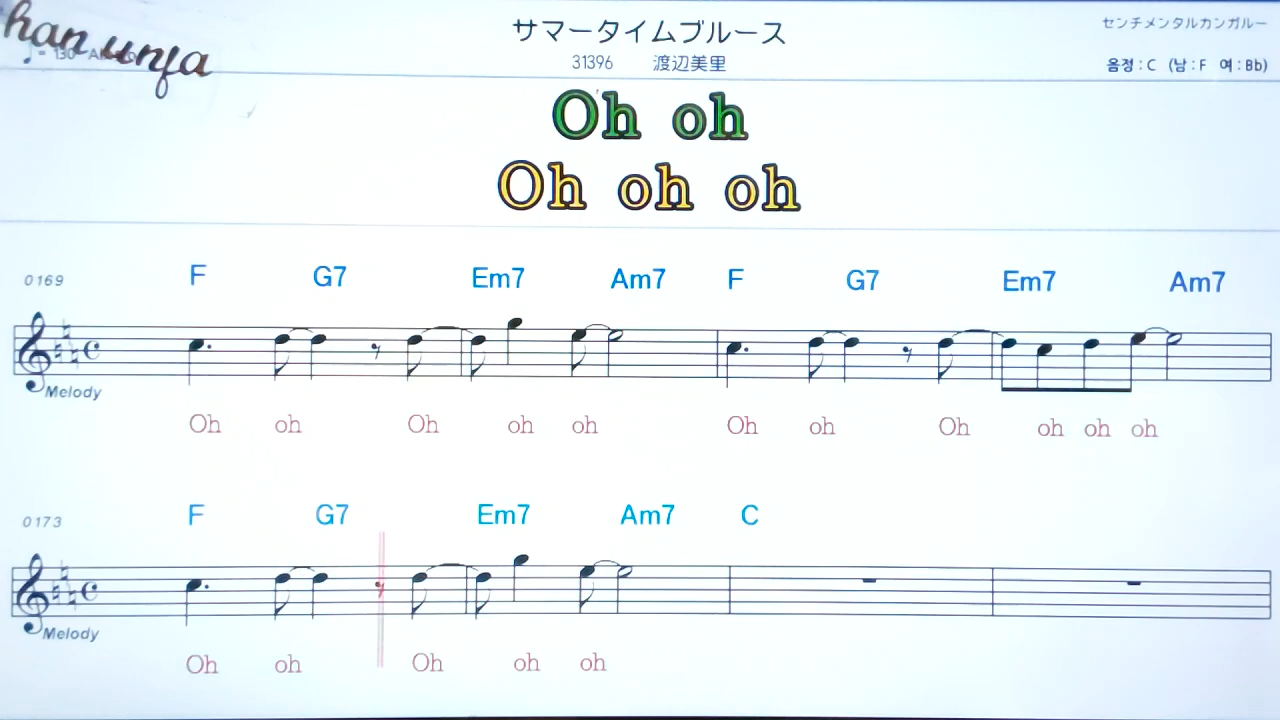 han unja
サマータイムブルース
センチメンタルカンガルー
♩= 130
31396 渡辺美里
음정 : C (남 : F 여 : Bb)
Oh oh
Oh oh oh
0169 F G7 Em7 Am7 F G7 Em7 Am7
Melody
Oh oh Oh oh oh Oh oh Oh oh oh oh
0173 F G7 Em7 Am7 C
Melody
Oh oh Oh oh oh